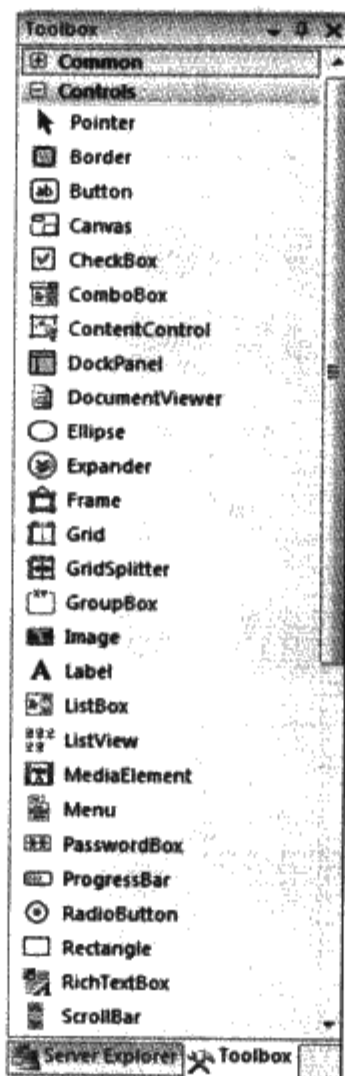 Toolbox
Common
Controls
Pointer
Border
Button
Canvas
CheckBox
ComboBox
ContentControl
DockPanel
DocumentViewer
Ellipse
Expander
Frame
Grid
GridSplitter
GroupBox
Image
Label
ListBox
ListView
MediaElement
Menu
PasswordBox
ProgressBar
RadioButton
Rectangle
RichTextBox
ScrollBar
Server Explorer Toolbox